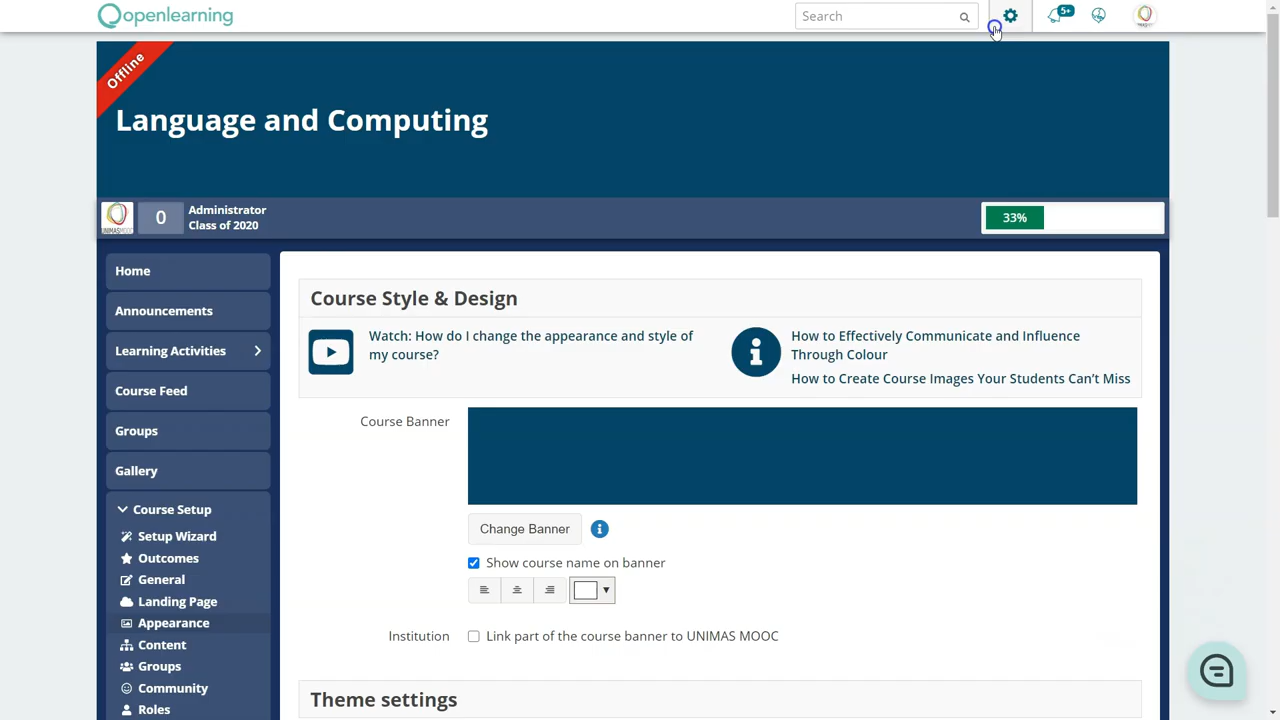 openlearning
Search
5+
Offline
Language and Computing
UNIMASMOOC
0
Administrator
Class of 2020
33%
Home
Announcements
Learning Activities
Course Feed
Groups
Gallery
Course Setup
Setup Wizard
Outcomes
General
Landing Page
Appearance
Content
Groups
Community
Roles
Course Style & Design
Watch: How do I change the appearance and style of
my course?
How to Effectively Communicate and Influence
Through Colour
How to Create Course Images Your Students Can’t Miss
Course Banner
Change Banner
Show course name on banner
Institution
Link part of the course banner to UNIMAS MOOC
Theme settings